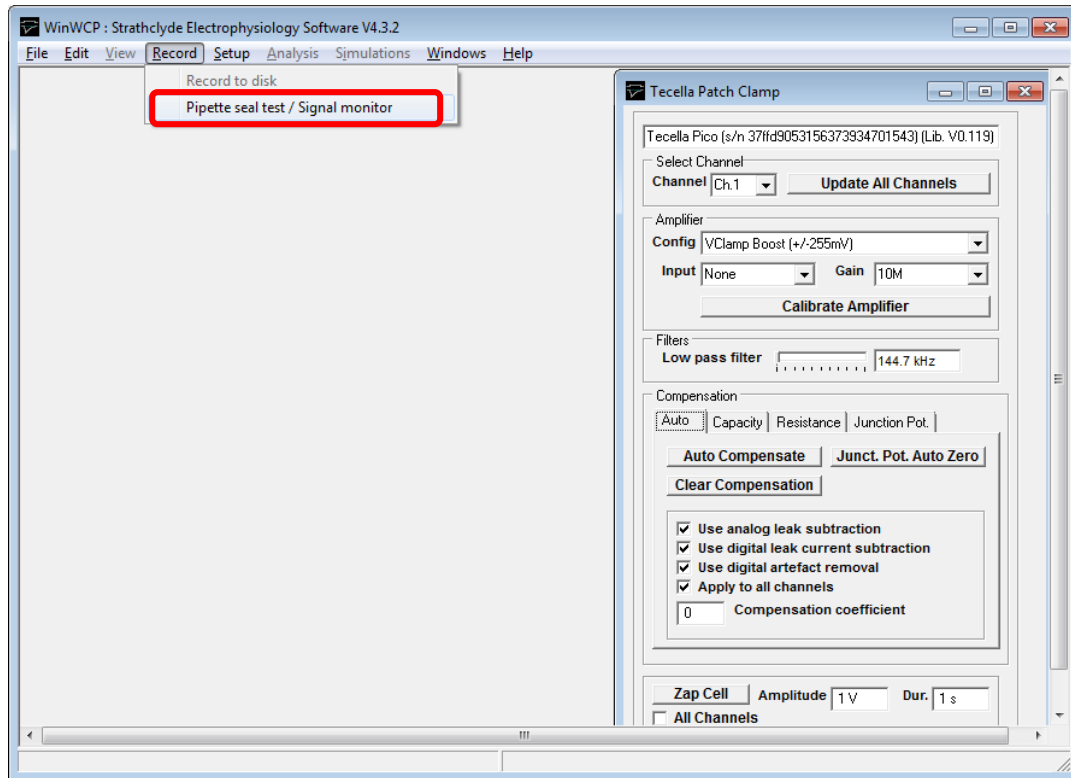 WinWCP : Strathclyde Electrophysiology Software V4.3.2
File Edit View Record Setup Analysis Simulations Windows Help
Record to disk
Pipette seal test / Signal monitor
Tecella Patch Clamp
Tecella Pico (s/n 37ffd9053156373934701543) (Lib. V0.119)
Select Channel
Channel Ch.1 Update All Channels
Amplifier
Config VClamp Boost (+/-255mV)
Input None Gain 10M
Calibrate Amplifier
Filters
Low pass filter 144.7 kHz
Compensation
Auto Capacity Resistance Junction Pot.
Auto Compensate Junct. Pot. Auto Zero
Clear Compensation
Use analog leak subtraction
Use digital leak current subtraction
Use digital artefact removal
Apply to all channels
0 Compensation coefficient
Zap Cell Amplitude 1 V Dur. 1 s
All Channels